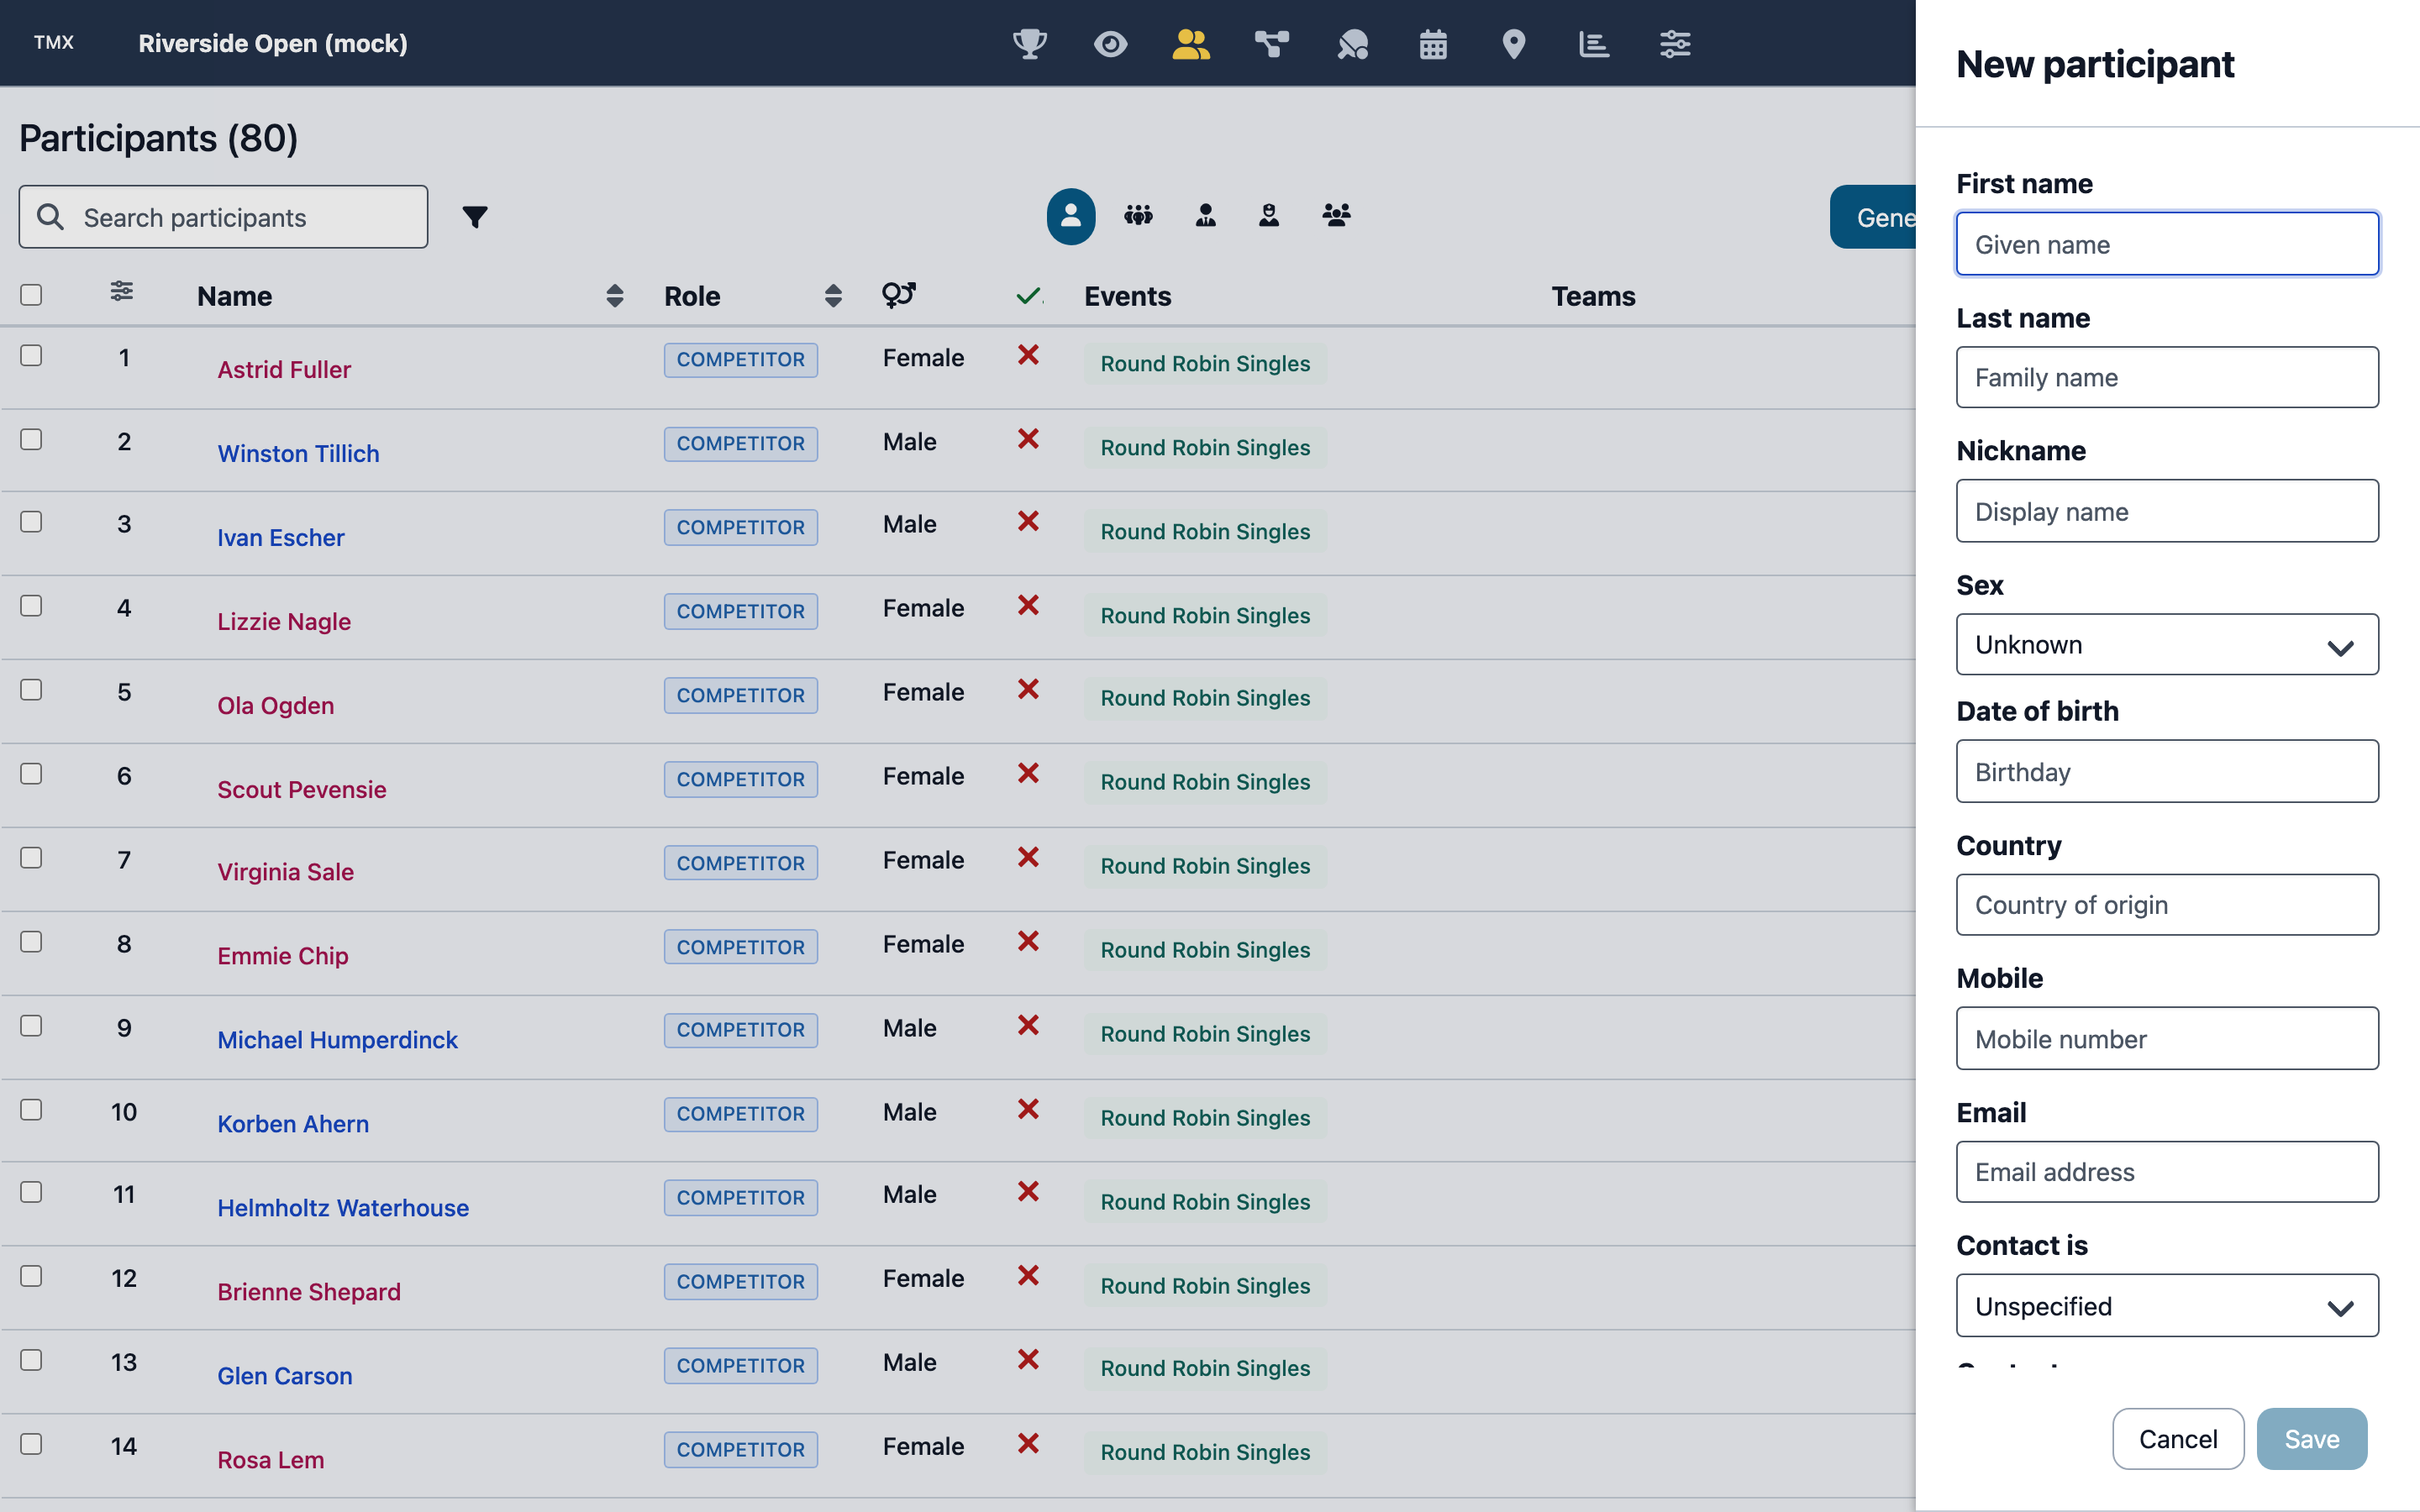 TMX Riverside Open (mock)
Participants (80)
Search participants
Gene
Name Role Events Teams
1 Astrid Fuller COMPETITOR Female Round Robin Singles
2 Winston Tillich COMPETITOR Male Round Robin Singles
3 Ivan Escher COMPETITOR Male Round Robin Singles
4 Lizzie Nagle COMPETITOR Female Round Robin Singles
5 Ola Ogden COMPETITOR Female Round Robin Singles
6 Scout Pevensie COMPETITOR Female Round Robin Singles
7 Virginia Sale COMPETITOR Female Round Robin Singles
8 Emmie Chip COMPETITOR Female Round Robin Singles
9 Michael Humperdinck COMPETITOR Male Round Robin Singles
10 Korben Ahern COMPETITOR Male Round Robin Singles
11 Helmholtz Waterhouse COMPETITOR Male Round Robin Singles
12 Brienne Shepard COMPETITOR Female Round Robin Singles
13 Glen Carson COMPETITOR Male Round Robin Singles
14 Rosa Lem COMPETITOR Female Round Robin Singles
New participant
First name
Given name
Last name
Family name
Nickname
Display name
Sex
Unknown
Date of birth
Birthday
Country
Country of origin
Mobile
Mobile number
Email
Email address
Contact is
Unspecified
Cancel Save